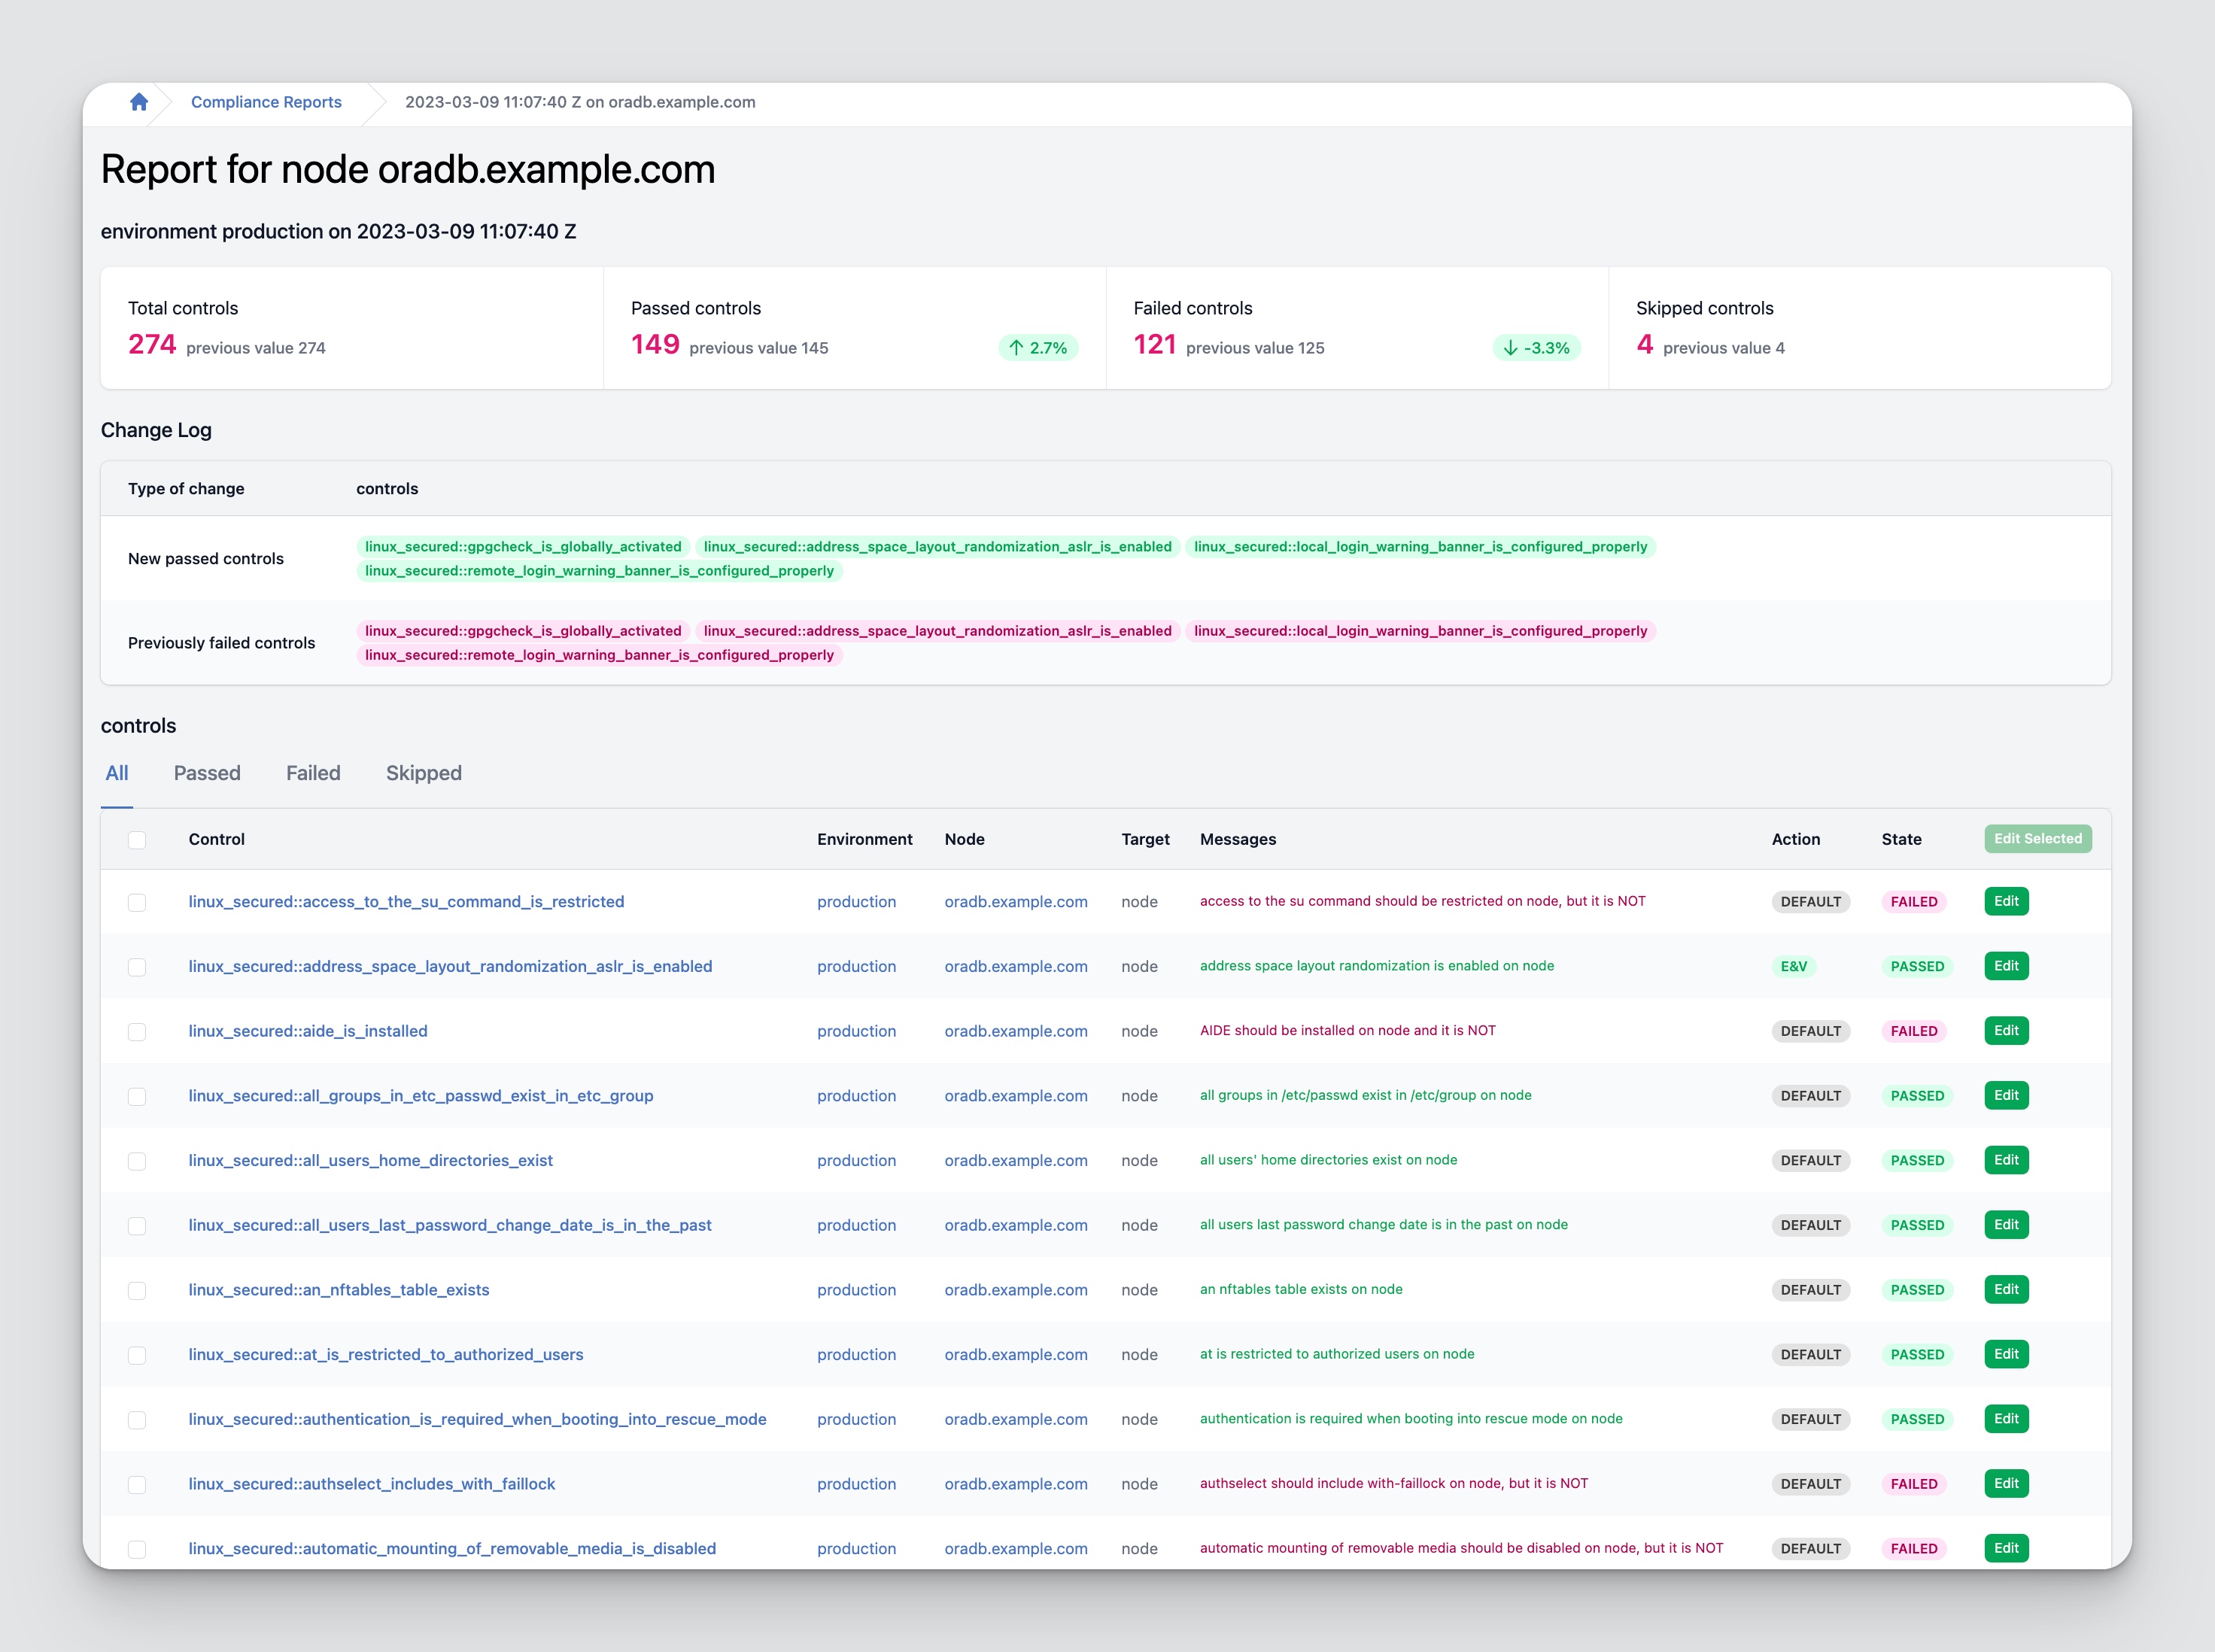 Compliance Reports 2023-03-09 11:07:40 Z on oradb.example.com
Report for node oradb.example.com
environment production on 2023-03-09 11:07:40 Z
Total controls
274 previous value 274
Passed controls
149 previous value 145 ↑ 2.7%
Failed controls
121 previous value 125 ↓ -3.3%
Skipped controls
4 previous value 4
Change Log
Type of change controls
New passed controls
linux_secured::gpgcheck_is_globally_activated linux_secured::address_space_layout_randomization_aslr_is_enabled linux_secured::local_login_warning_banner_is_configured_properly
linux_secured::remote_login_warning_banner_is_configured_properly
Previously failed controls
linux_secured::gpgcheck_is_globally_activated linux_secured::address_space_layout_randomization_aslr_is_enabled linux_secured::local_login_warning_banner_is_configured_properly
linux_secured::remote_login_warning_banner_is_configured_properly
controls
All Passed Failed Skipped
Control Environment Node Target Messages Action State Edit Selected
linux_secured::access_to_the_su_command_is_restricted production oradb.example.com node access to the su command should be restricted on node, but it is NOT DEFAULT FAILED Edit
linux_secured::address_space_layout_randomization_aslr_is_enabled production oradb.example.com node address space layout randomization is enabled on node E&V PASSED Edit
linux_secured::aide_is_installed production oradb.example.com node AIDE should be installed on node and it is NOT DEFAULT FAILED Edit
linux_secured::all_groups_in_etc_passwd_exist_in_etc_group production oradb.example.com node all groups in /etc/passwd exist in /etc/group on node DEFAULT PASSED Edit
linux_secured::all_users_home_directories_exist production oradb.example.com node all users' home directories exist on node DEFAULT PASSED Edit
linux_secured::all_users_last_password_change_date_is_in_the_past production oradb.example.com node all users last password change date is in the past on node DEFAULT PASSED Edit
linux_secured::an_nftables_table_exists production oradb.example.com node an nftables table exists on node DEFAULT PASSED Edit
linux_secured::at_is_restricted_to_authorized_users production oradb.example.com node at is restricted to authorized users on node DEFAULT PASSED Edit
linux_secured::authentication_is_required_when_booting_into_rescue_mode production oradb.example.com node authentication is required when booting into rescue mode on node DEFAULT PASSED Edit
linux_secured::authselect_includes_with_faillock production oradb.example.com node authselect should include with-faillock on node, but it is NOT DEFAULT FAILED Edit
linux_secured::automatic_mounting_of_removable_media_is_disabled production oradb.example.com node automatic mounting of removable media should be disabled on node, but it is NOT DEFAULT FAILED Edit